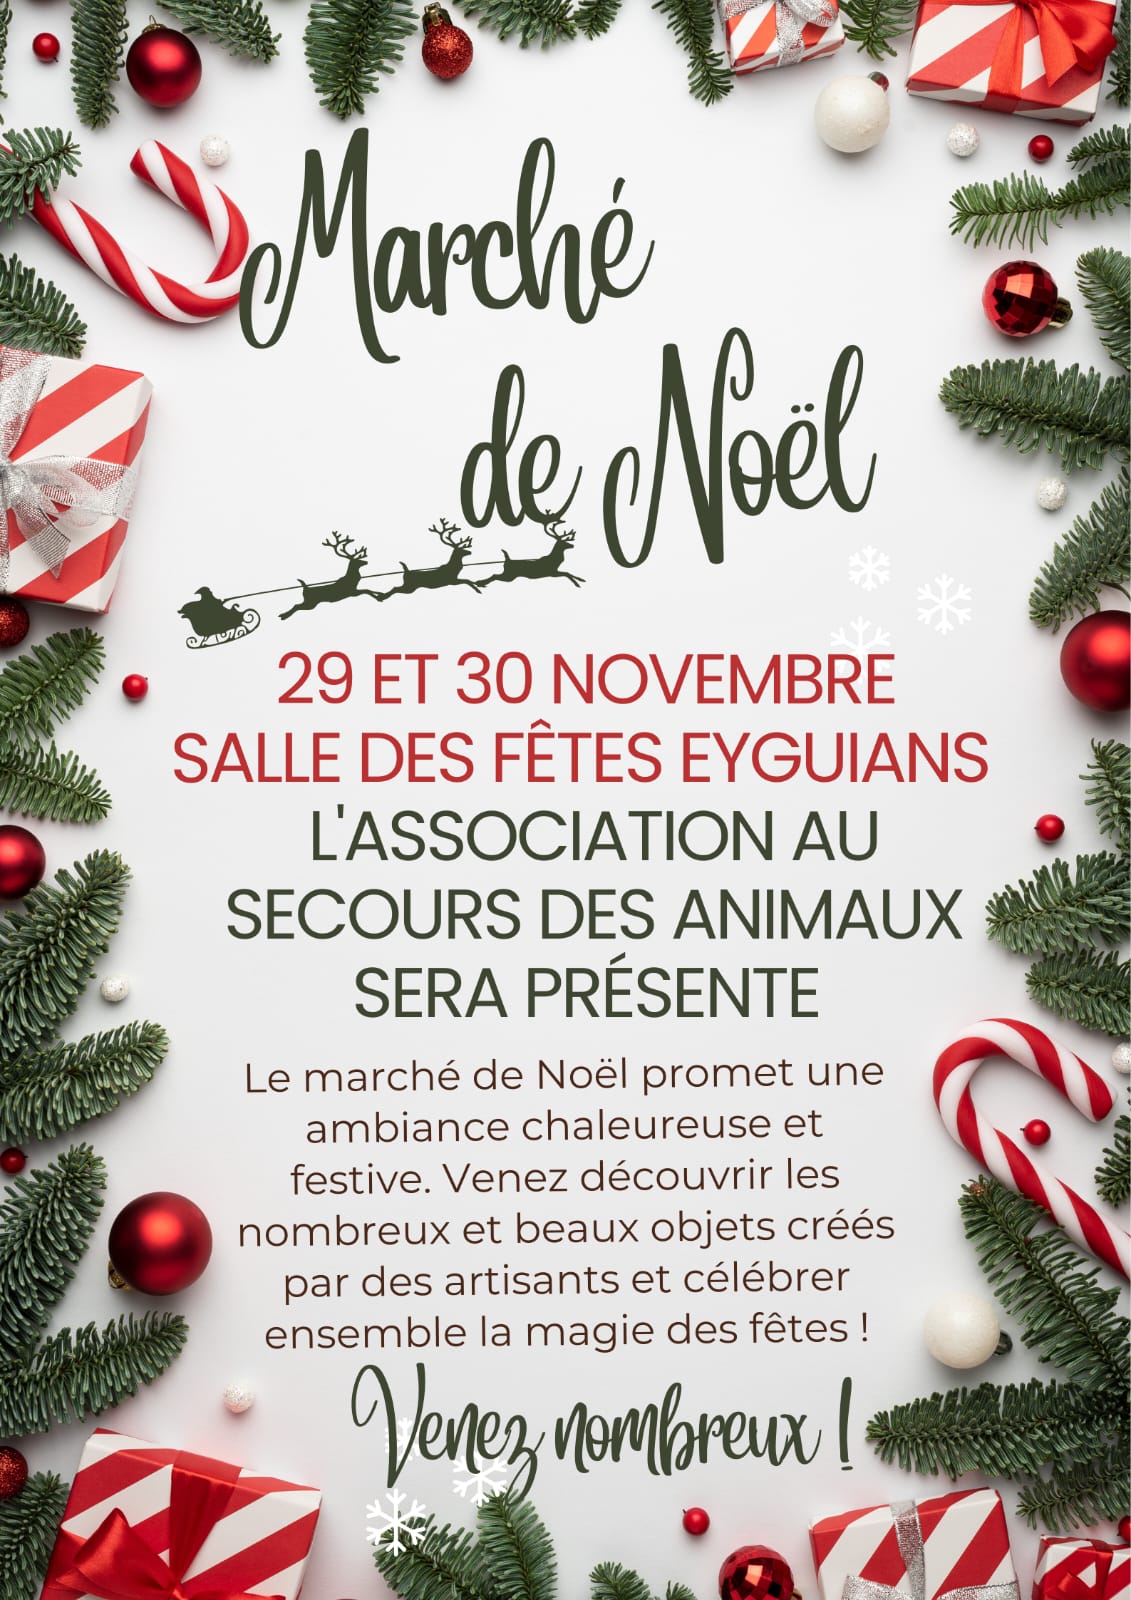 Marché
de Noël
29 ET 30 NOVEMBRE
SALLE DES FÊTES EYGUIANS
L'ASSOCIATION AU
SECOURS DES ANIMAUX
SERA PRÉSENTE
Le marché de Noël promet une
ambiance chaleureuse et
festive. Venez découvrir les
nombreux et beaux objets créés
par des artisants et célébrer
ensemble la magie des fêtes !
Venez nombreux !